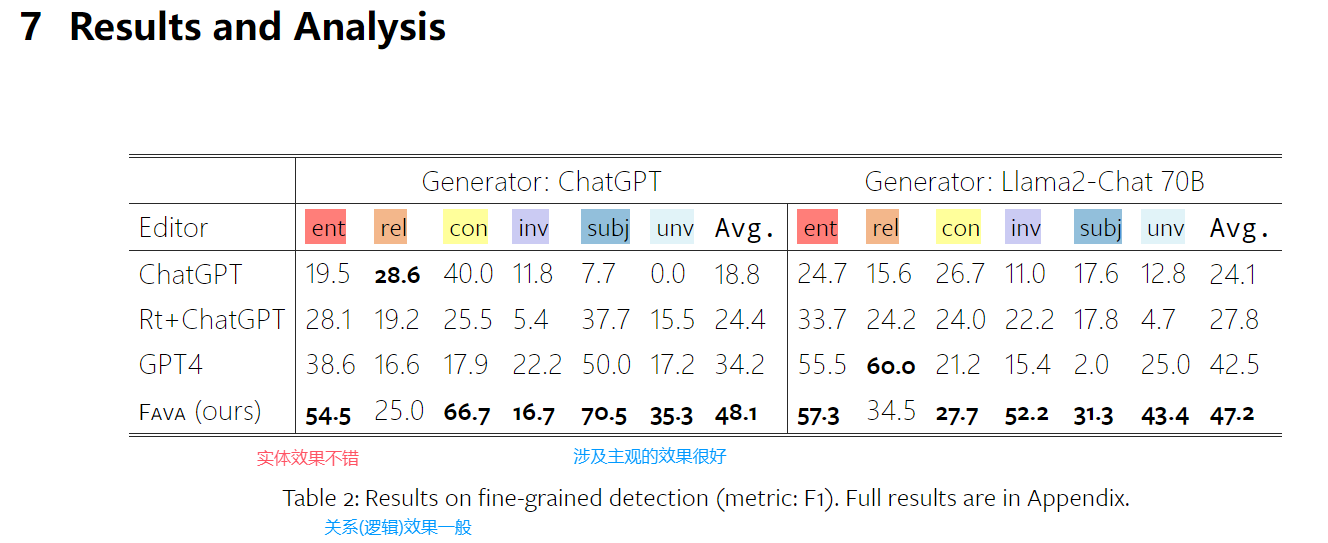 7 Results and Analysis
Generator: ChatGPT Generator: Llama2-Chat 70B
Editor ent rel con inv subj unv Avg. ent rel con inv subj unv Avg.
ChatGPT 19.5 28.6 40.0 11.8 7.7 0.0 18.8 24.7 15.6 26.7 11.0 17.6 12.8 24.1
Rt+ChatGPT 28.1 19.2 25.5 5.4 37.7 15.5 24.4 33.7 24.2 24.0 22.2 17.8 4.7 27.8
GPT4 38.6 16.6 17.9 22.2 50.0 17.2 34.2 55.5 60.0 21.2 15.4 2.0 25.0 42.5
FAVA (ours) 54.5 25.0 66.7 16.7 70.5 35.3 48.1 57.3 34.5 27.7 52.2 31.3 43.4 47.2
实体效果不错 涉及主观的效果很好
Table 2: Results on fine-grained detection (metric: F1). Full results are in Appendix.
关系(逻辑)效果一般